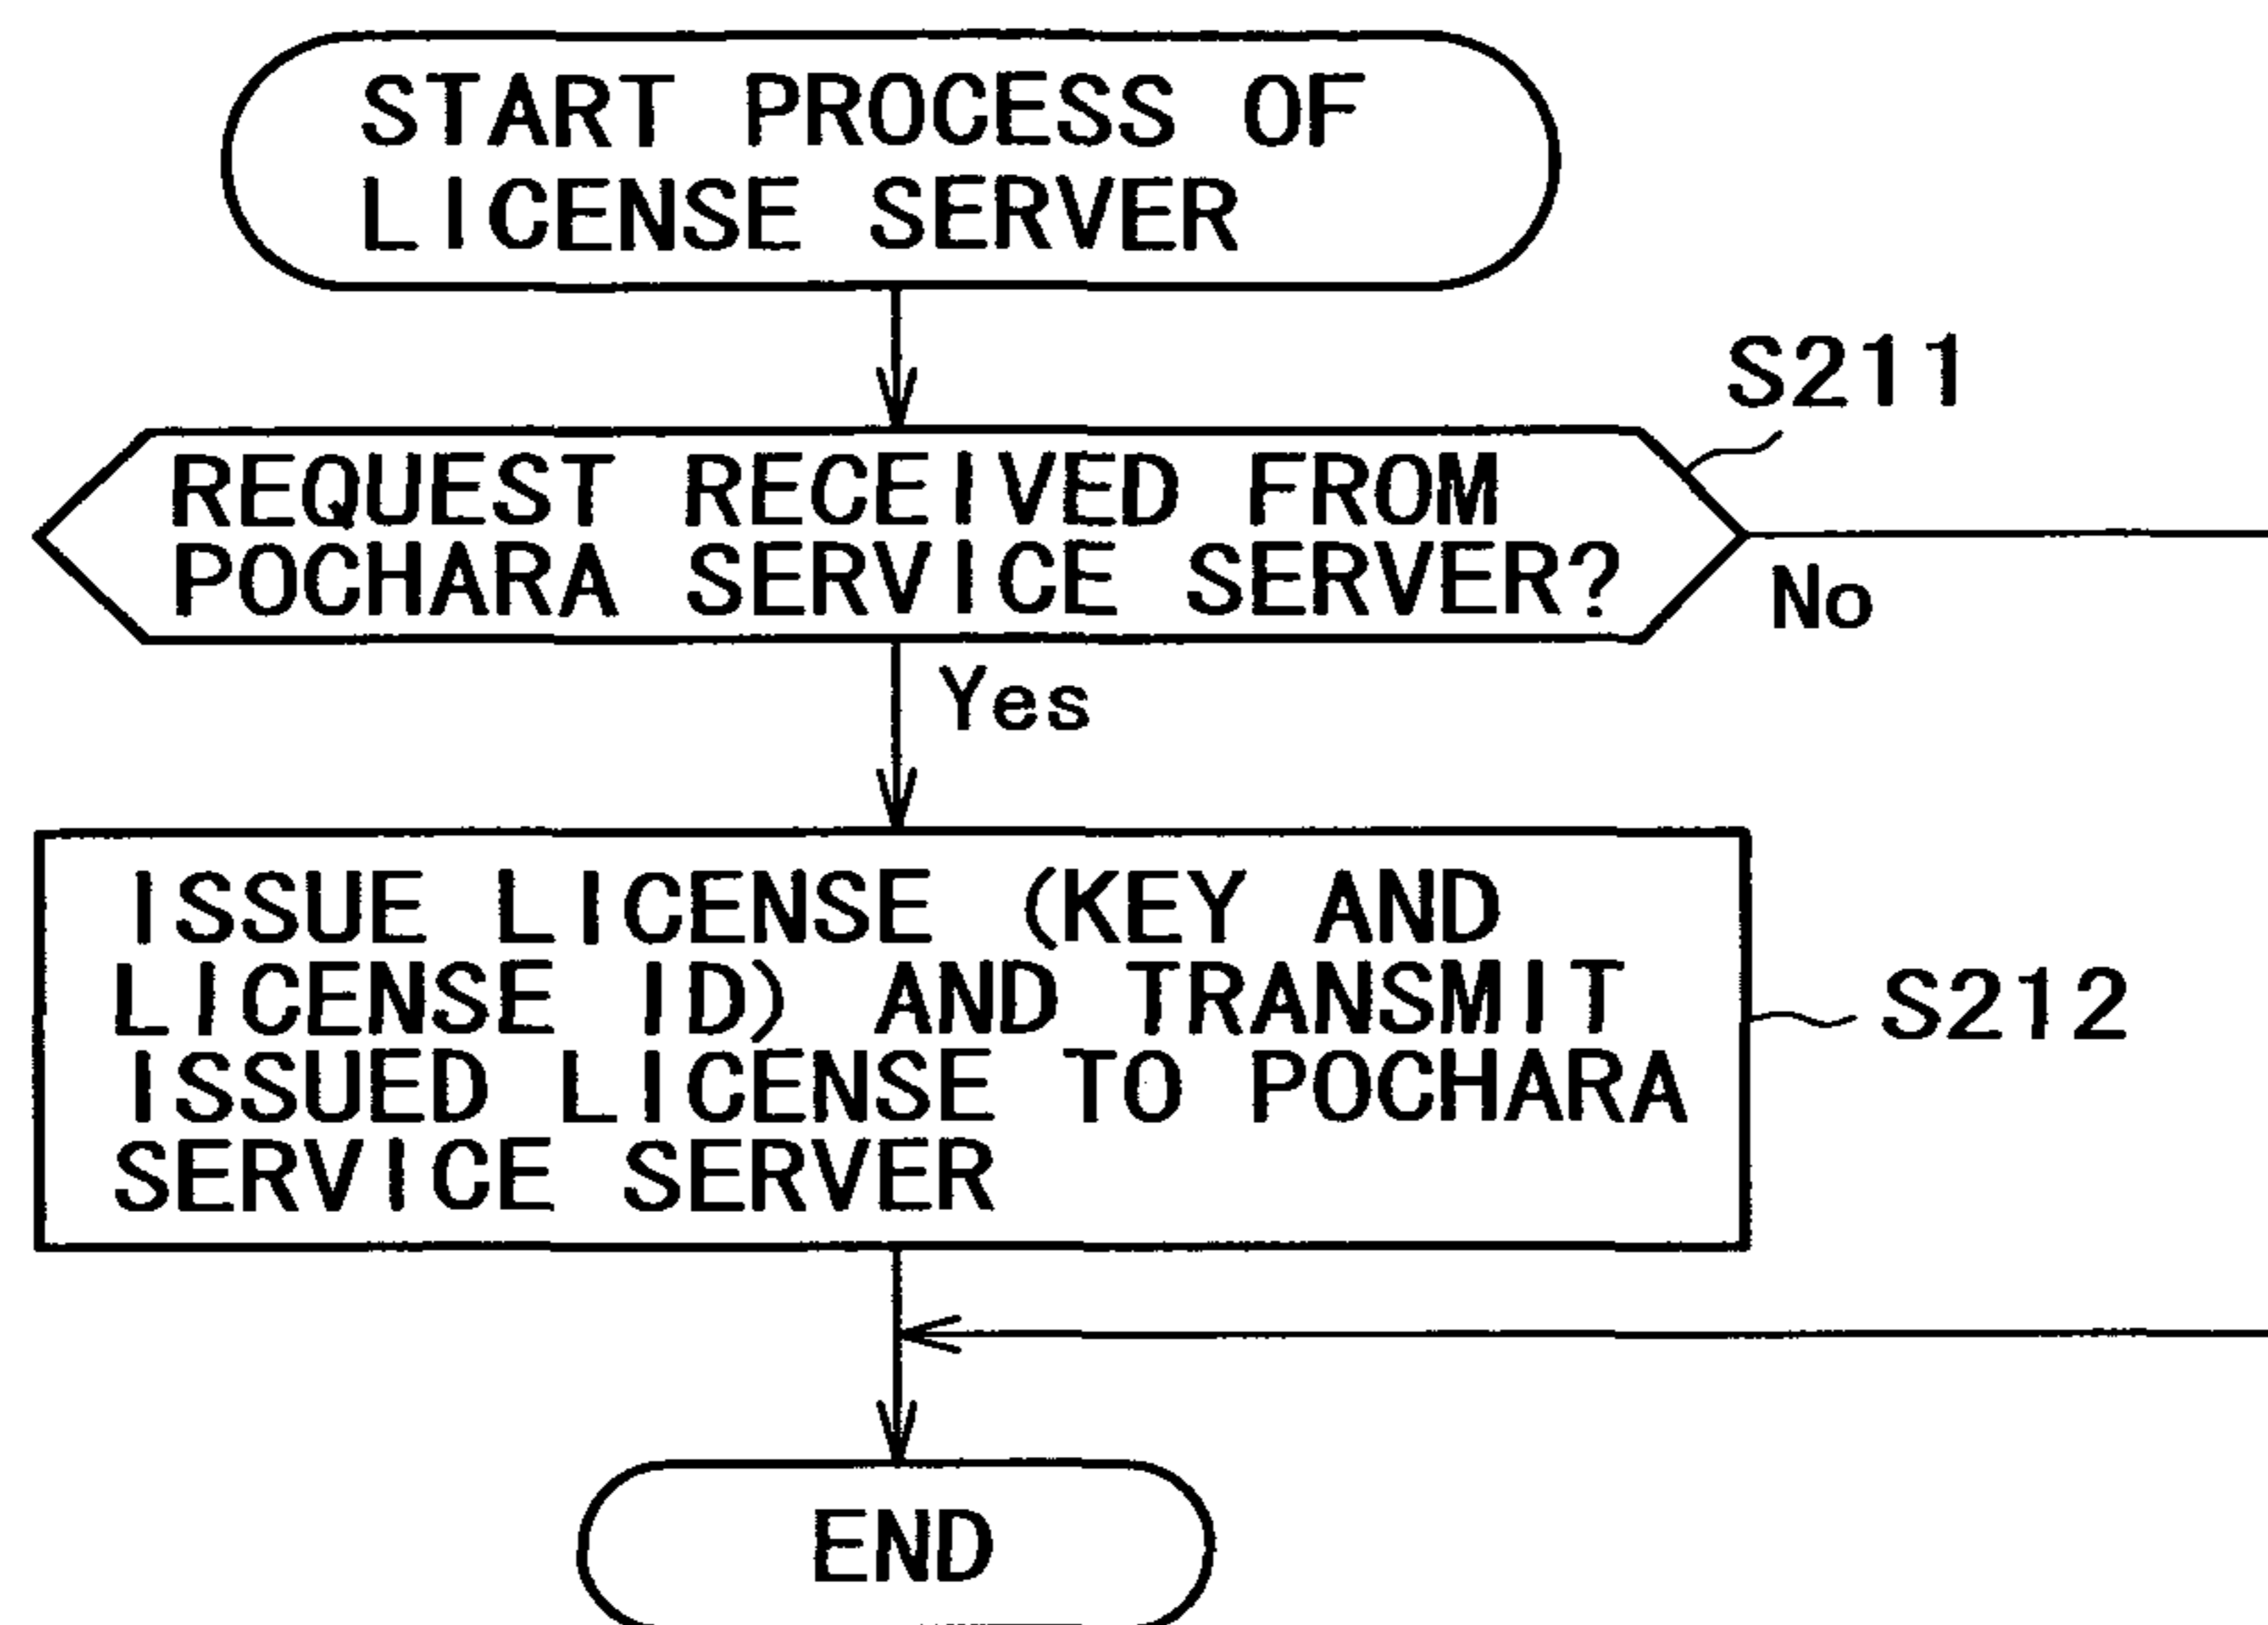 START PROCESS OF
LICENSE SERVER
S211
REQUEST RECEIVED FROM
POCHARA SERVICE SERVER?
No
Yes
ISSUE LICENSE (KEY AND
LICENSE ID) AND TRANSMIT
ISSUED LICENSE TO POCHARA
SERVICE SERVER
S212
END